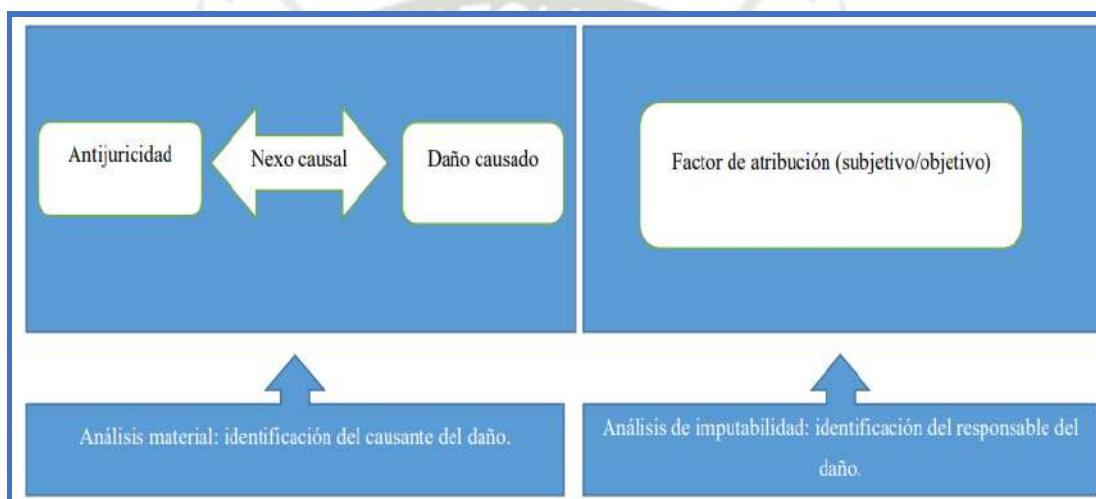 Antijuricidad
Nexo causal
Daño causado
Factor de atribución (subjetivo/objetivo)
Análisis material: identificación del causante del daño.
Análisis de imputabilidad: identificación del responsable del
daño.